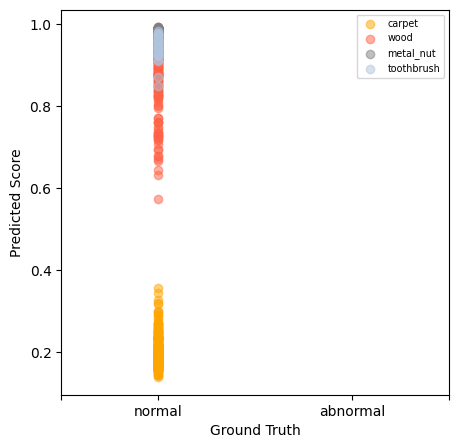 1.0
0.8
0.6
0.4
0.2
Predicted Score
carpet
wood
metal_nut
toothbrush
normal
abnormal
Ground Truth